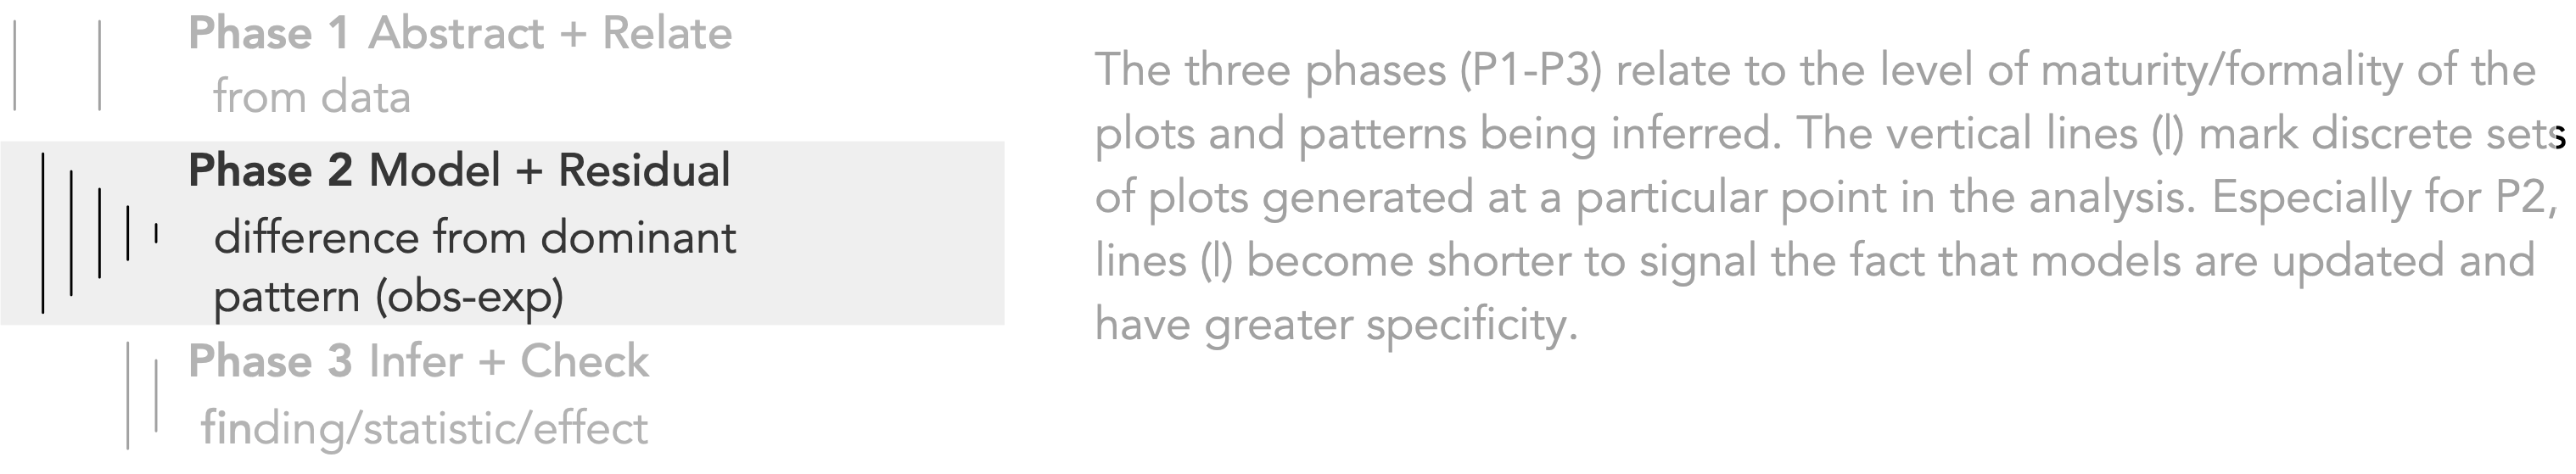 Phase 1 Abstract + Relate
from data
Phase 2 Model + Residual
difference from dominant
pattern (obs-exp)
Phase 3 Infer + Check
finding/statistic/effect
The three phases (P1-P3) relate to the level of maturity/formality of the
plots and patterns being inferred. The vertical lines (|) mark discrete sets
of plots generated at a particular point in the analysis. Especially for P2,
lines (|) become shorter to signal the fact that models are updated and
have greater specificity.